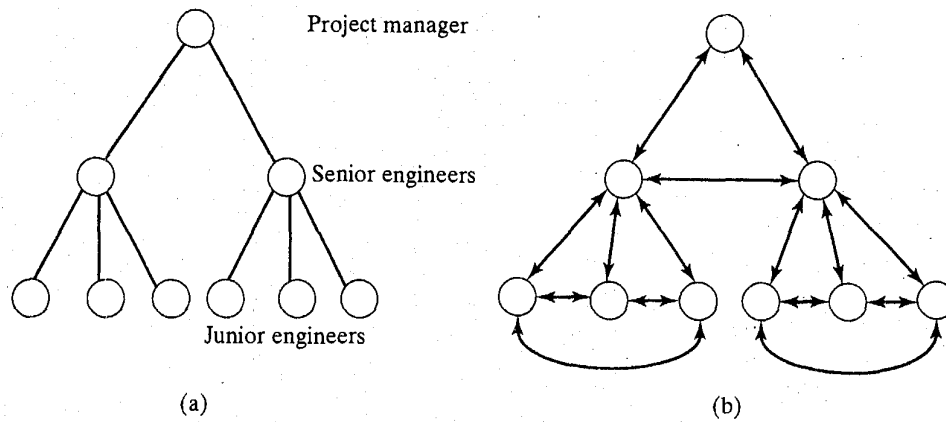 Project manager
Senior engineers
Junior engineers
(a)
(b)